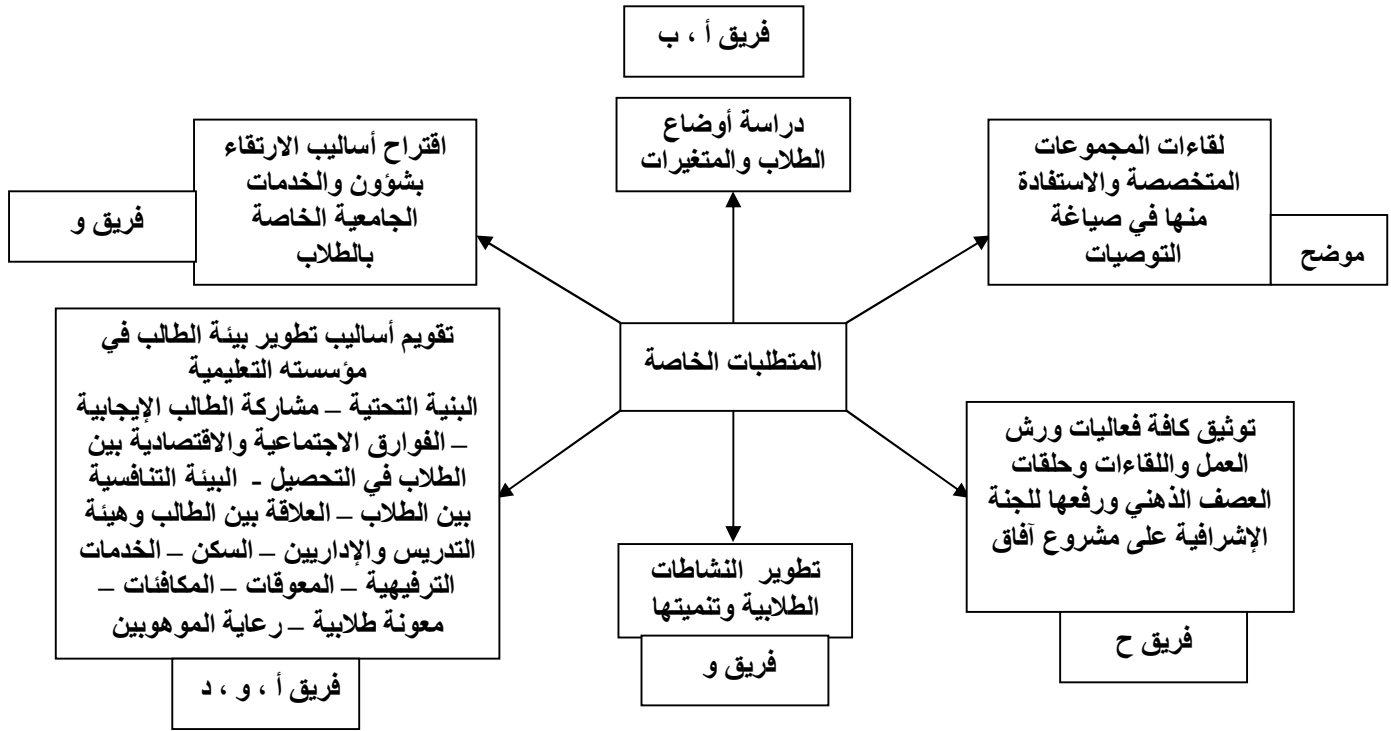 فريق أ ، ب
دراسة أوضاع
الطلاب والمتغيرات
لقاءات المجموعات
المتخصصة والاستفادة
منها في صياغة
التوصيات
موضح
اقتراح أساليب الارتقاء
بشؤون والخدمات
الجامعية الخاصة
بالطلاب
فريق و
المتطلبات الخاصة
توثيق كافة فعاليات ورش
العمل واللقاءات وحلقات
العصف الذهني ورفعها للجنة
الإشرافية على مشروع آفاق
فريق ح
تطوير النشاطات
الطلابية وتنميتها
فريق و
تقويم أساليب تطوير بيئة الطالب في
مؤسسته التعليمية
البنية التحتية – مشاركة الطالب الإيجابية
– الفوارق الاجتماعية والاقتصادية بين
الطلاب في التحصيل - البيئة التنافسية
بين الطلاب – العلاقة بين الطالب وهيئة
التدريس والإداريين – السكن – الخدمات
الترفيهية – المعوقات – المكافئات –
معونة طلابية – رعاية الموهوبين
فريق أ ، و ، د